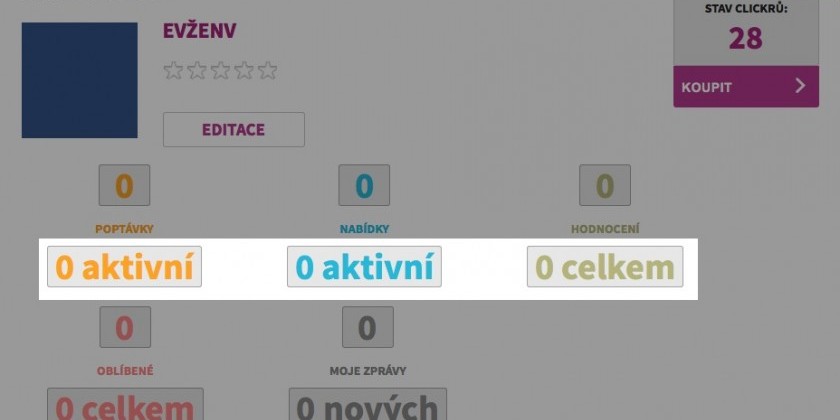 STAV CLICKRŮ:
EVŽENV
28
KOUPIT
EDITACE
0 0 0
POPTÁVKY NABÍDKY HODNOCENÍ
0 aktivní 0 aktivní 0 celkem
0 0
OBLÍBENÉ MOJE ZPRÁVY
0 celkem 0 nových